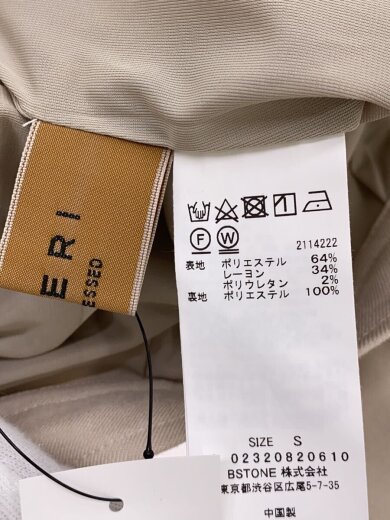 ERI
ESSED
F W
2114222
表地 ポリエステル 64%
レーヨン 34%
ポリウレタン 2%
裏地 ポリエステル 100%
SIZE S
02320820610
BSTONE 株式会社
東京都渋谷区広尾5-7-35
中国製